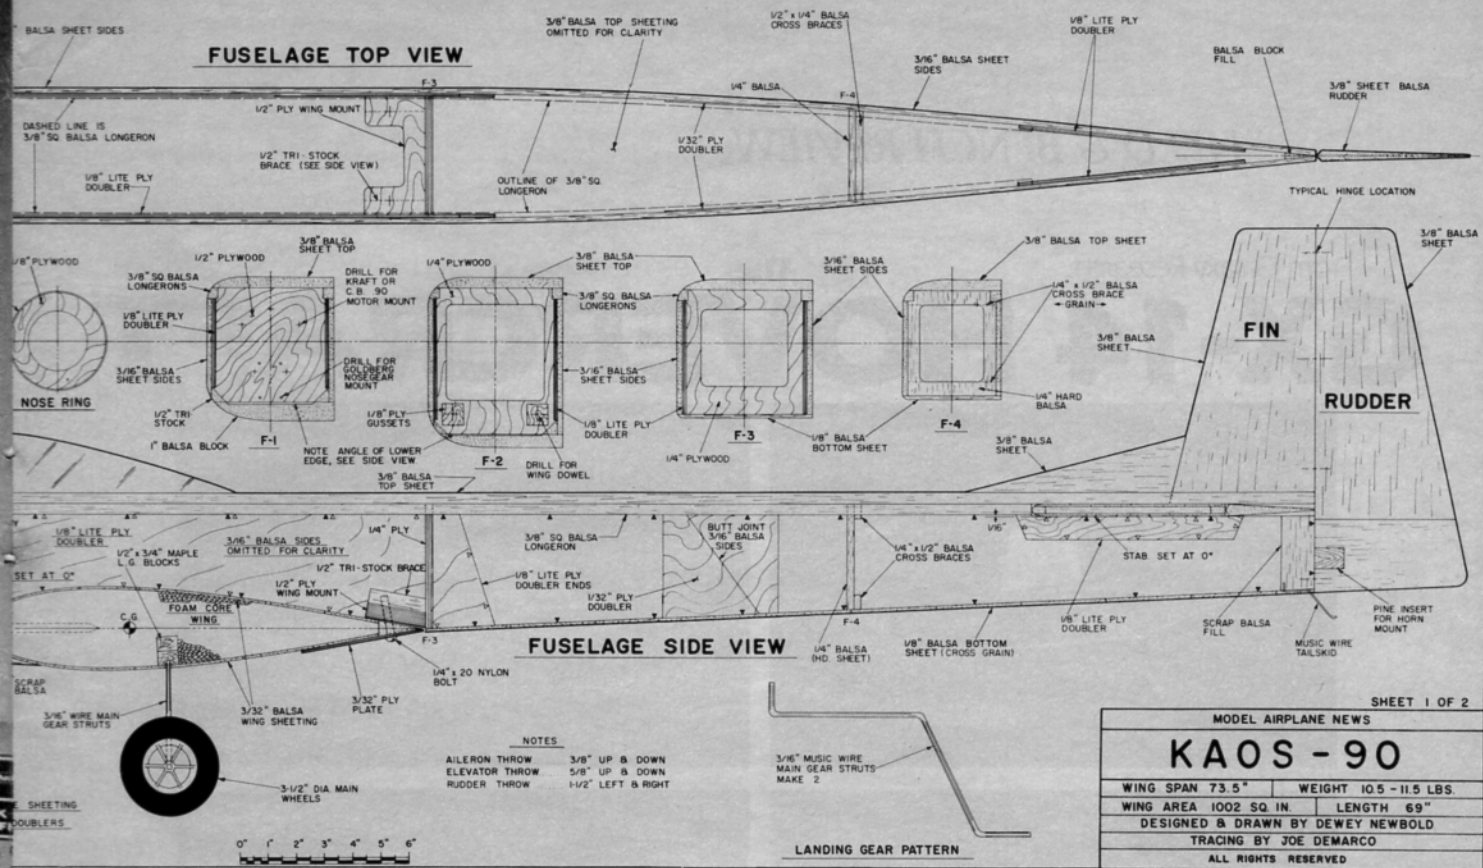 BALSA SHEET SIDES
FUSELAGE TOP VIEW
3/8" BALSA TOP SHEETING
OMITTED FOR CLARITY
1/2" x 1/4" BALSA
CROSS BRACES
1/8" LITE PLY
DOUBLER
3/16" BALSA SHEET
SIDES
BALSA BLOCK
FILL
3/8" SHEET BALSA
RUDDER
F-3
1/2" PLY WING MOUNT
1/4" BALSA
F-4
DASHED LINE IS
3/8" SQ. BALSA LONGERON
1/2" TRI-STOCK
BRACE (SEE SIDE VIEW)
1/32" PLY
DOUBLER
1/8" LITE PLY
DOUBLER
OUTLINE OF 3/8" SQ.
LONGERON
TYPICAL HINGE LOCATION
1/8" PLYWOOD
NOSE RING
3/8" BALSA
SHEET TOP
1/2" PLYWOOD
3/8" SQ BALSA
LONGERONS
DRILL FOR
KRAFT OR
C.B. .90
MOTOR MOUNT
1/8" LITE PLY
DOUBLER
3/16" BALSA
SHEET SIDES
DRILL FOR
GOLDBERG
NOSEGEAR
MOUNT
1/2" TRI
STOCK
1" BALSA BLOCK
F-1
NOTE ANGLE OF LOWER
EDGE, SEE SIDE VIEW
1/4" PLYWOOD
3/8" BALSA
SHEET TOP
3/8" SQ BALSA
LONGERONS
3/16" BALSA
SHEET SIDES
1/8" PLY
GUSSETS
1/8" LITE PLY
DOUBLER
F-2
DRILL FOR
WING DOWEL
3/16" BALSA
SHEET SIDES
F-3
1/4" PLYWOOD
1/8" BALSA
BOTTOM SHEET
3/8" BALSA TOP SHEET
1/4" x 1/2" BALSA
CROSS BRACE
GRAIN
1/4" HARD
BALSA
F-4
3/8" BALSA
SHEET
3/8" BALSA
SHEET
FIN
RUDDER
3/8" BALSA
SHEET
3/8" BALSA
TOP SHEET
1/8" LITE PLY
DOUBLER
3/16" BALSA SIDES
OMITTED FOR CLARITY
1/4" PLY
3/8" SQ BALSA
LONGERON
BUTT JOINT
3/16" BALSA
SIDES
1/4" x 1/2" BALSA
CROSS BRACES
1/16"
STAB SET AT 0°
1/2" x 3/4" MAPLE
L.G. BLOCKS
1/2" TRI-STOCK BRACE
SET AT 0°
1/2" PLY
WING MOUNT
1/8" LITE PLY
DOUBLER ENDS
1/32" PLY
DOUBLER
FOAM CORE
WING
C.G.
F-3
F-4
1/8" LITE PLY
DOUBLER
SCRAP BALSA
FILL
PINE INSERT
FOR HORN
MOUNT
FUSELAGE SIDE VIEW
1/4" BALSA
(HD. SHEET)
1/8" BALSA BOTTOM
SHEET (CROSS GRAIN)
MUSIC WIRE
TAILSKID
SCRAP
BALSA
1/4" x 20 NYLON
BOLT
3/16" WIRE MAIN
GEAR STRUTS
3/32" BALSA
WING SHEETING
3/32" PLY
PLATE
3-1/2" DIA. MAIN
WHEELS
SHEETING
DOUBLERS
NOTES
AILERON THROW 3/8" UP & DOWN
ELEVATOR THROW 5/8" UP & DOWN
RUDDER THROW 1-1/2" LEFT & RIGHT
0" 1" 2" 3" 4" 5" 6"
3/16" MUSIC WIRE
MAIN GEAR STRUTS
MAKE 2
LANDING GEAR PATTERN
SHEET 1 OF 2
MODEL AIRPLANE NEWS
KAOS-90
WING SPAN 73.5" WEIGHT 10.5-11.5 LBS.
WING AREA 1002 SQ. IN. LENGTH 69"
DESIGNED & DRAWN BY DEWEY NEWBOLD
TRACING BY JOE DEMARCO
ALL RIGHTS RESERVED